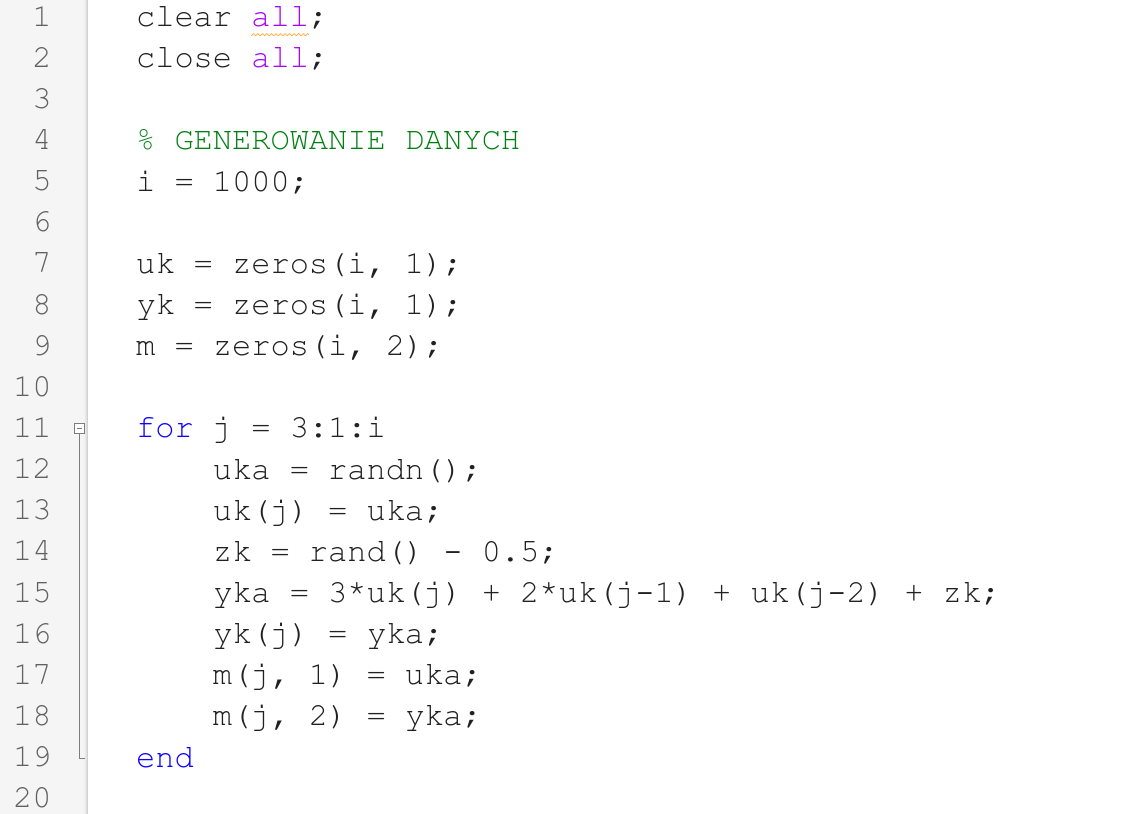 1 clear all;
2 close all;
3
4 % GENEROWANIE DANYCH
5 i = 1000;
6
7 uk = zeros(i, 1);
8 yk = zeros(i, 1);
9 m = zeros(i, 2);
10
11 for j = 3:1:i
12 uka = randn();
13 uk(j) = uka;
14 zk = rand() - 0.5;
15 yka = 3*uk(j) + 2*uk(j-1) + uk(j-2) + zk;
16 yk(j) = yka;
17 m(j, 1) = uka;
18 m(j, 2) = yka;
19 end
20